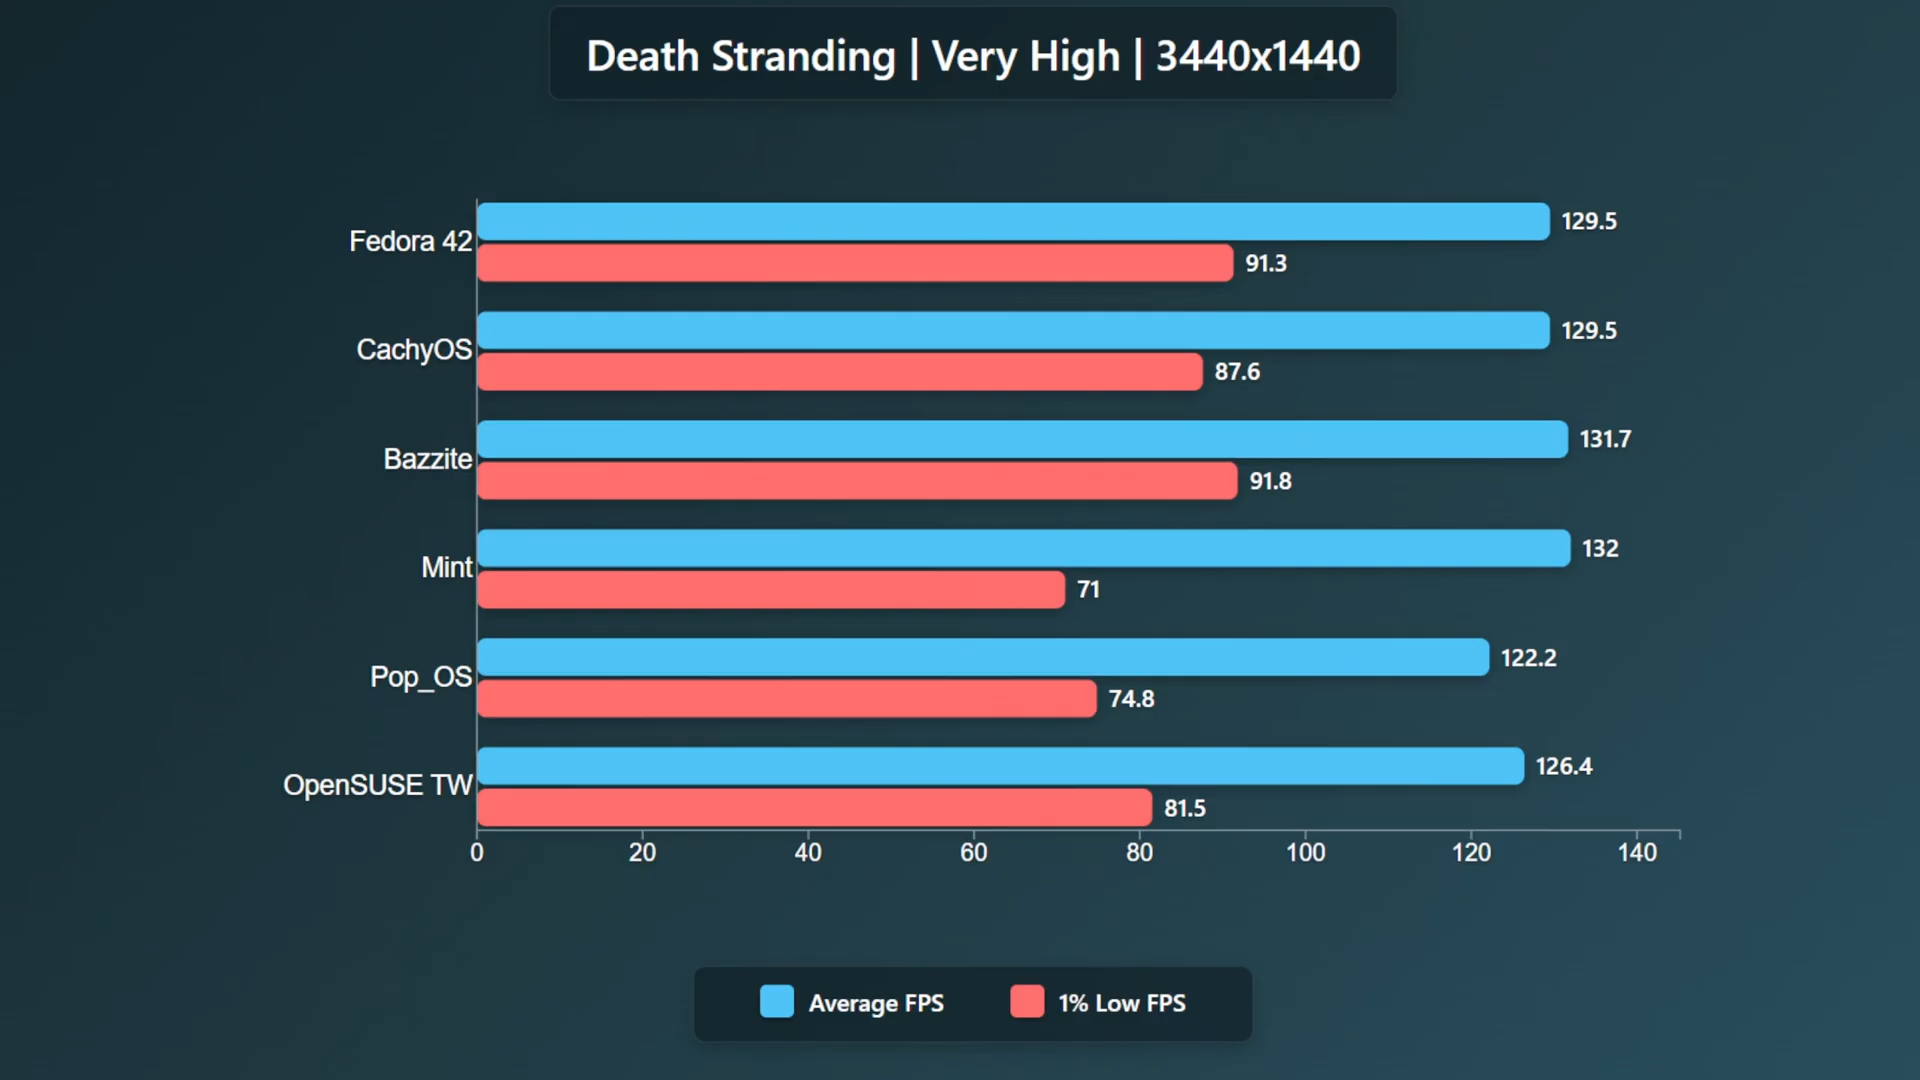 Death Stranding | Very High | 3440x1440
Fedora 42
129.5
91.3
CachyOS
129.5
87.6
Bazzite
131.7
91.8
Mint
132
71
Pop_OS
122.2
74.8
OpenSUSE TW
126.4
81.5
0 20 40 60 80 100 120 140
Average FPS 1% Low FPS